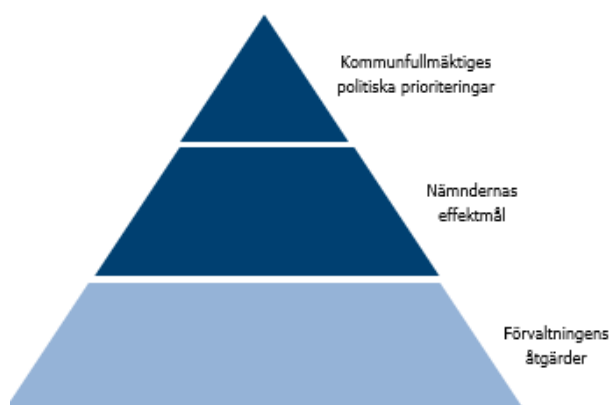 Kommunfullmäktiges
politiska prioriteringar
Nämndernas
effektmål
Förvaltningens
åtgärder